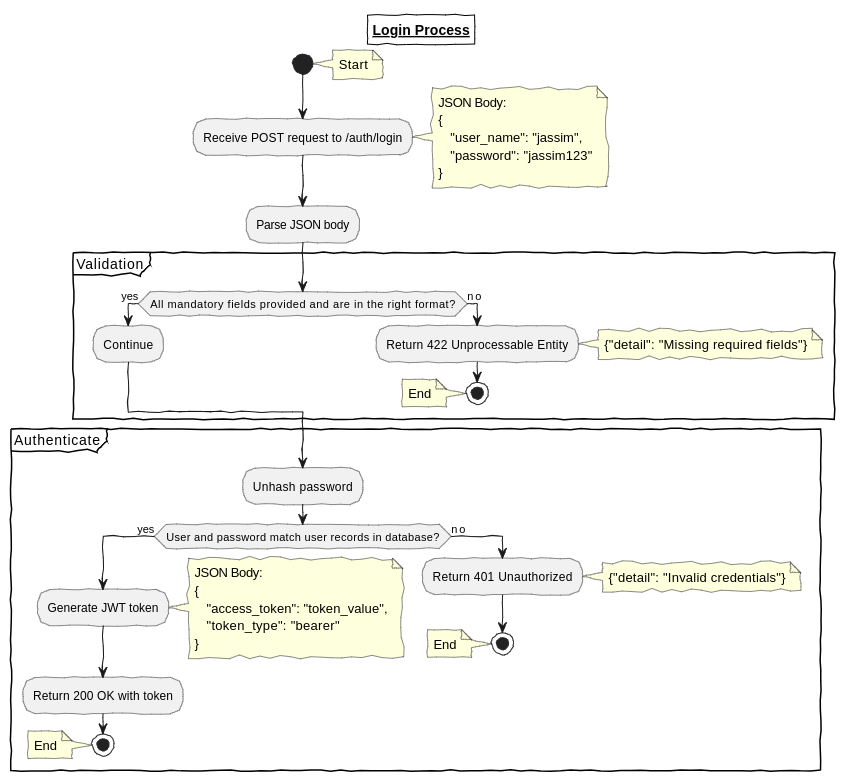 Login Process
Start
Receive POST request to /auth/login
JSON Body:
{
"user_name": "jassim",
"password": "jassim123"
}
Parse JSON body
Validation
yes
All mandatory fields provided and are in the right format?
no
Continue
Return 422 Unprocessable Entity
{"detail": "Missing required fields"}
End
Authenticate
Unhash password
yes
User and password match user records in database?
no
Generate JWT token
JSON Body:
{
"access_token": "token_value",
"token_type": "bearer"
}
Return 401 Unauthorized
{"detail": "Invalid credentials"}
End
Return 200 OK with token
End